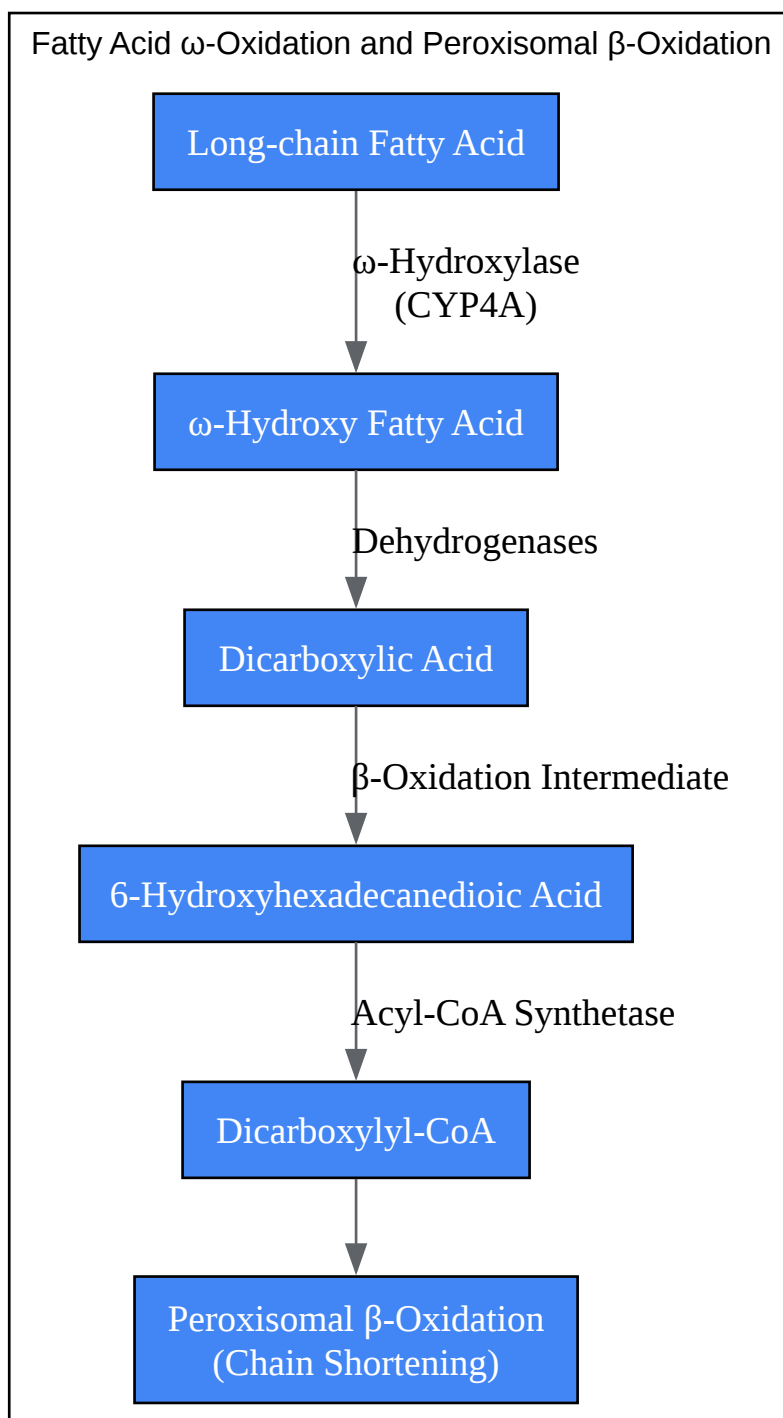 Fatty Acid ω-Oxidation and Peroxisomal β-Oxidation
Long-chain Fatty Acid
ω-Hydroxylase
(CYP4A)
ω-Hydroxy Fatty Acid
Dehydrogenases
Dicarboxylic Acid
β-Oxidation Intermediate
6-Hydroxyhexadecanedioic Acid
Acyl-CoA Synthetase
Dicarboxylyl-CoA
Peroxisomal β-Oxidation
(Chain Shortening)